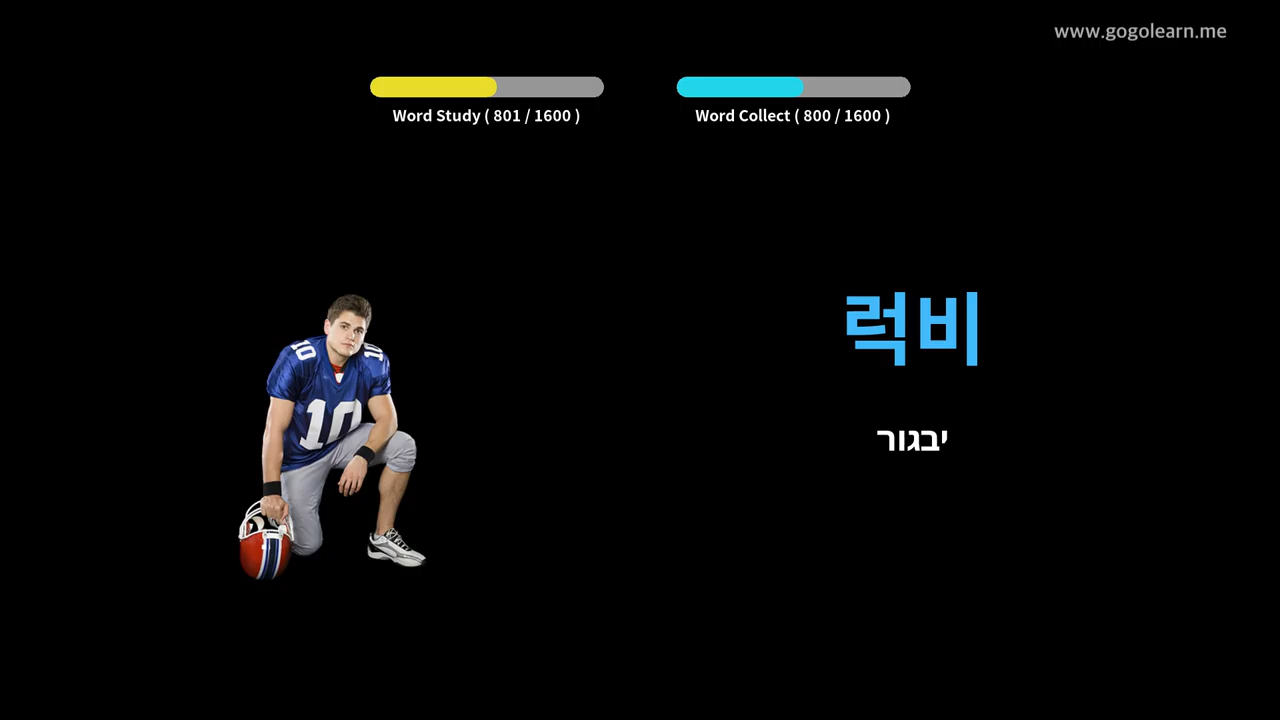 www.gogolearn.me
Word Study ( 801 / 1600 )
Word Collect ( 800 / 1600 )
럭비
יבגור
10
10
10